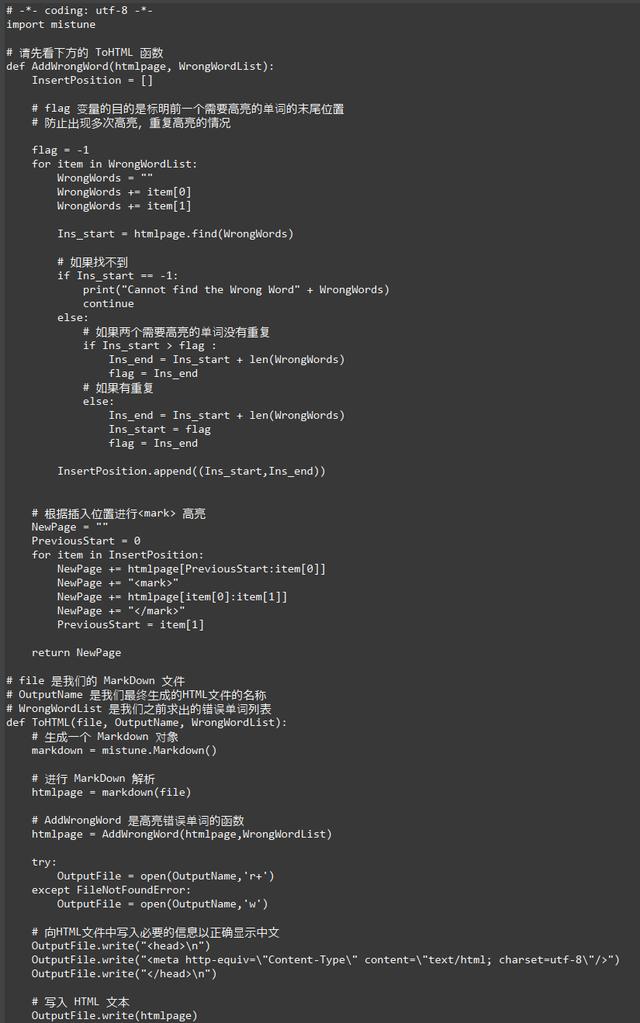 # -*- coding: utf-8 -*-
import mistune
# 请先看下方的 ToHTML 函数
def AddWrongWord(htmlpage, WrongWordList):
    InsertPosition = []
    # flag 变量的目的是标明前一个需要高亮的单词的末尾位置
    # 防止出现多次高亮, 重复高亮的情况
    flag = -1
    for item in WrongWordList:
        WrongWords = ""
        WrongWords += item[0]
        WrongWords += item[1]
        Ins_start = htmlpage.find(WrongWords)
        # 如果找不到
        if Ins_start == -1:
            print("Cannot find the Wrong Word" + WrongWords)
            continue
        else:
            # 如果两个需要高亮的单词没有重复
            if Ins_start > flag :
                Ins_end = Ins_start + len(WrongWords)
                flag = Ins_end
            # 如果有重复
            else:
                Ins_end = Ins_start + len(WrongWords)
                Ins_start = flag
                flag = Ins_end
        InsertPosition.append((Ins_start,Ins_end))
    # 根据插入位置进行<mark> 高亮
    NewPage = ""
    PreviousStart = 0
    for item in InsertPosition:
        NewPage += htmlpage[PreviousStart:item[0]]
        NewPage += "<mark>"
        NewPage += htmlpage[item[0]:item[1]]
        NewPage += "</mark>"
        PreviousStart = item[1]
    return NewPage
# file 是我们的 MarkDown 文件
# OutputName 是我们最终生成的HTML文件的名称
# WrongWordList 是我们之前求出的错误单词列表
def ToHTML(file, OutputName, WrongWordList):
    # 生成一个 Markdown 对象
    markdown = mistune.Markdown()
    # 进行 MarkDown 解析
    htmlpage = markdown(file)
    # AddWrongWord 是高亮错误单词的函数
    htmlpage = AddWrongWord(htmlpage,WrongWordList)
    try:
        OutputFile = open(OutputName,'r+')
    except FileNotFoundError:
        OutputFile = open(OutputName,'w')
    # 向HTML文件中写入必要的信息以正确显示中文
    OutputFile.write("<head>\n")
    OutputFile.write("<meta http-equiv=\"Content-Type\" content=\"text/html; charset=utf-8\"/>")
    OutputFile.write("</head>\n")
    # 写入 HTML 文本
    OutputFile.write(htmlpage)